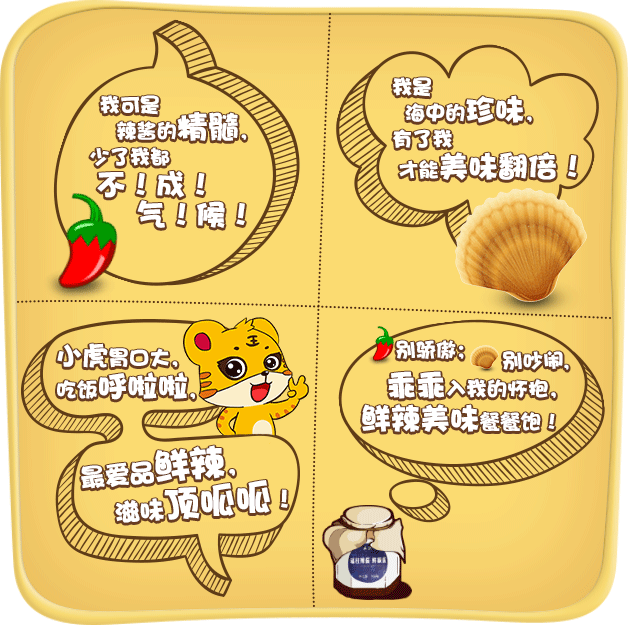 我可是
辣酱的精髓,
少了我都
不！成！
气！候！
我是
海中的珍味,
有了我
才能美味翻倍！
小虎胃口大,
吃饭呼啦啦,
最爱品鲜辣,
滋味顶呱呱！
别骄傲; 别吵闹,
乖乖入我的怀抱,
鲜辣美味餐餐饱！